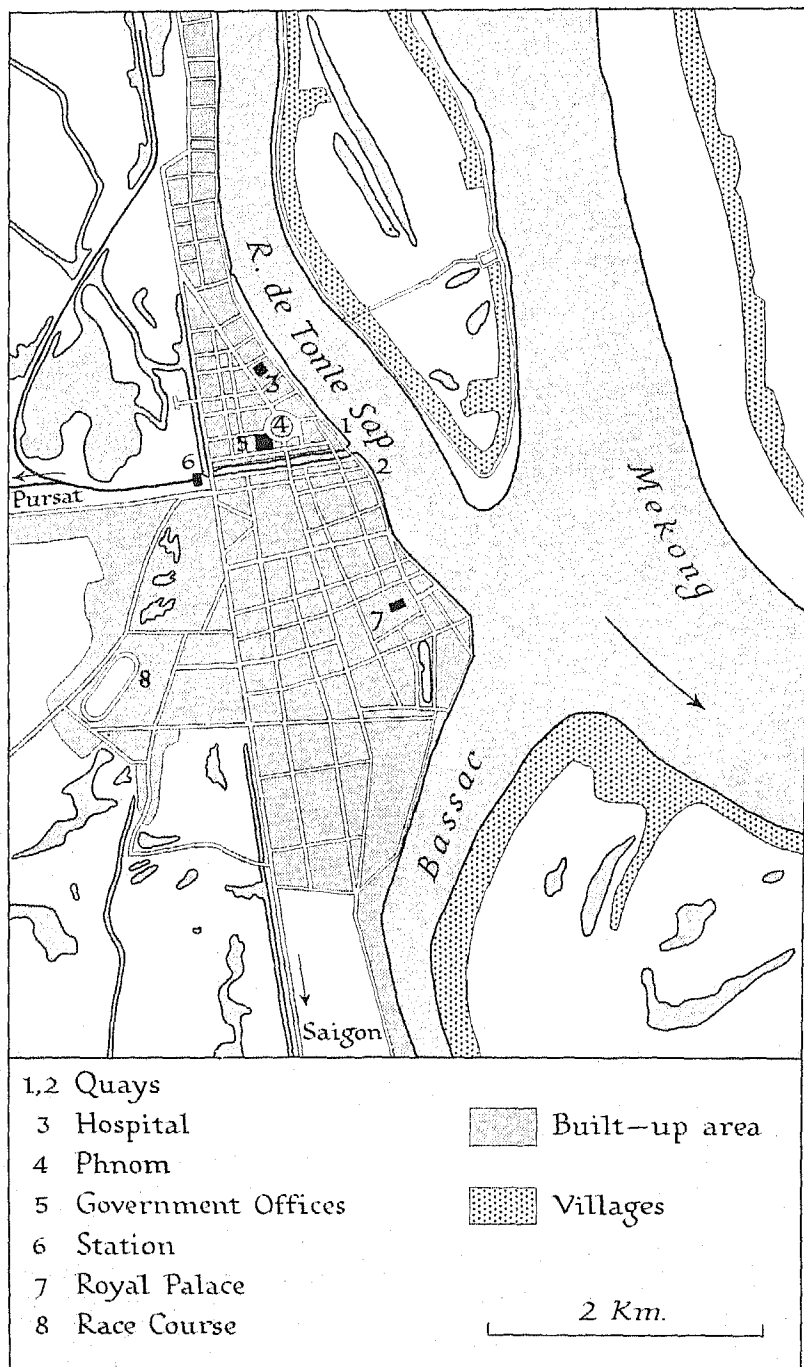 R. de Tonle Sap
3
4
1
5
6
2
Pursat
Mekong
7
8
Bassac
Saigon
1,2 Quays
3 Hospital
4 Phnom
5 Government Offices
6 Station
7 Royal Palace
8 Race Course
Built-up area
Villages
2 Km.